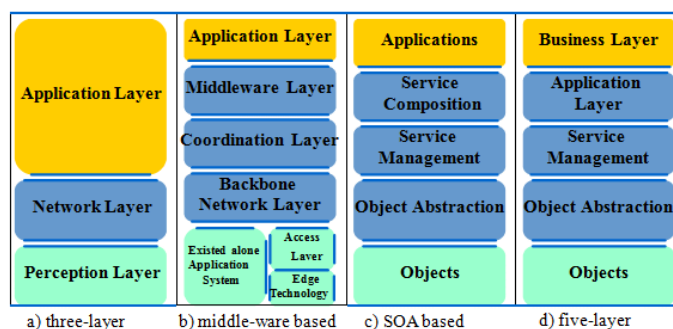 Application Layer
Network Layer
Perception Layer
a) three-layer
Application Layer
Middleware Layer
Coordination Layer
Backbone
Network Layer
Existed alone
Application
System
Access
Layer
Edge
Technology
b) middle-ware based
Applications
Service
Composition
Service
Management
Object Abstraction
Objects
c) SOA based
Business Layer
Application
Layer
Service
Management
Object Abstraction
Objects
d) five-layer